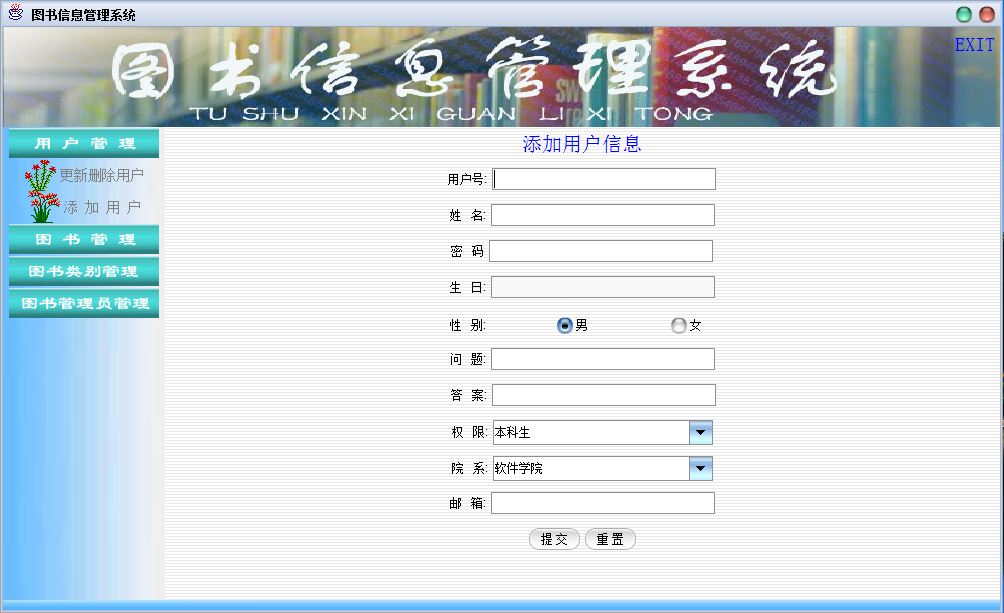 图书信息管理系统
EXIT
图书信息管理系统
TU SHU XIN XI GUAN LI XI TONG
用 户 管 理
更新删除用户
添 加 用 户
图 书 管 理
图书类别管理
图书管理员管理
添加用户信息
用户号:
姓 名:
密 码
生 日:
性 别: 男 女
问 题:
答 案:
权 限: 本科生
院 系: 软件学院
邮 箱:
提交 重置